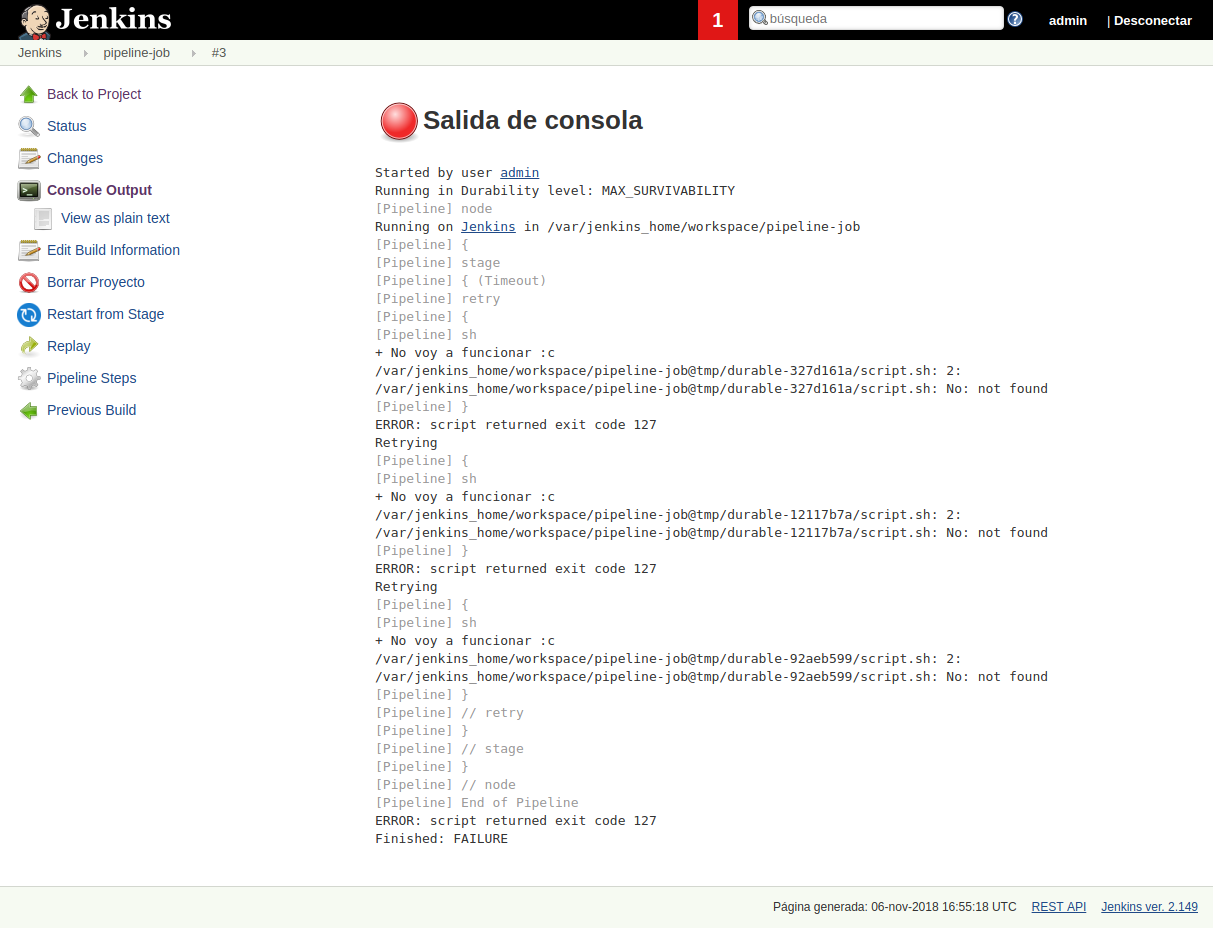 Jenkins
1
búsqueda
?
admin
| Desconectar
Jenkins
pipeline-job
#3
Back to Project
Status
Changes
Console Output
View as plain text
Edit Build Information
Borrar Proyecto
Restart from Stage
Replay
Pipeline Steps
Previous Build
Salida de consola
Started by user admin
Running in Durability level: MAX_SURVIVABILITY
[Pipeline] node
Running on Jenkins in /var/jenkins_home/workspace/pipeline-job
[Pipeline] {
[Pipeline] stage
[Pipeline] { (Timeout)
[Pipeline] retry
[Pipeline] {
[Pipeline] sh
+ No voy a funcionar :c
/var/jenkins_home/workspace/pipeline-job@tmp/durable-327d161a/script.sh: 2:
/var/jenkins_home/workspace/pipeline-job@tmp/durable-327d161a/script.sh: No: not found
[Pipeline] }
ERROR: script returned exit code 127
Retrying
[Pipeline] {
[Pipeline] sh
+ No voy a funcionar :c
/var/jenkins_home/workspace/pipeline-job@tmp/durable-12117b7a/script.sh: 2:
/var/jenkins_home/workspace/pipeline-job@tmp/durable-12117b7a/script.sh: No: not found
[Pipeline] }
ERROR: script returned exit code 127
Retrying
[Pipeline] {
[Pipeline] sh
+ No voy a funcionar :c
/var/jenkins_home/workspace/pipeline-job@tmp/durable-92aeb599/script.sh: 2:
/var/jenkins_home/workspace/pipeline-job@tmp/durable-92aeb599/script.sh: No: not found
[Pipeline] }
[Pipeline] // retry
[Pipeline] }
[Pipeline] // stage
[Pipeline] }
[Pipeline] // node
[Pipeline] End of Pipeline
ERROR: script returned exit code 127
Finished: FAILURE
Página generada: 06-nov-2018 16:55:18 UTC REST API Jenkins ver. 2.149